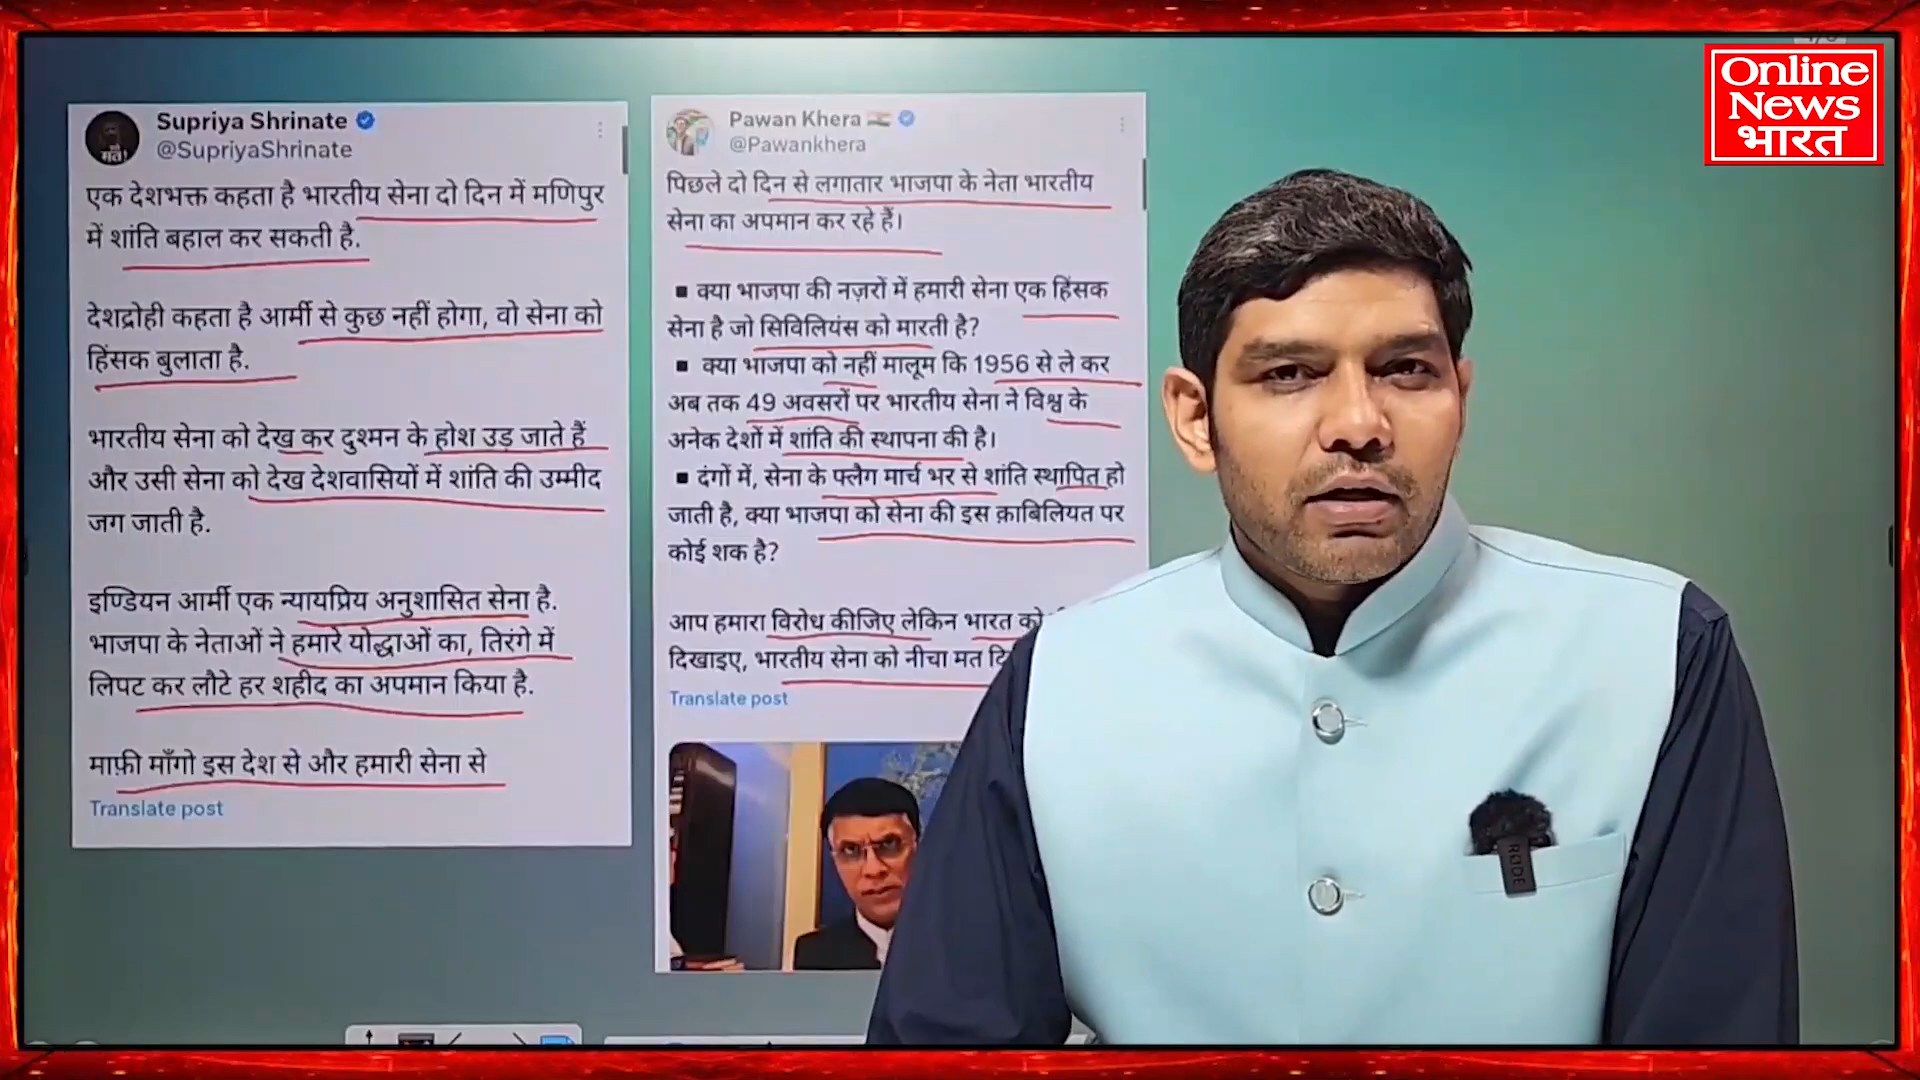 Online
News
भारत
Supriya Shrinate
@SupriyaShrinate
एक देशभक्त कहता है भारतीय सेना दो दिन में मणिपुर
में शांति बहाल कर सकती है.
देशद्रोही कहता है आर्मी से कुछ नहीं होगा, वो सेना को
हिंसक बुलाता है.
भारतीय सेना को देख कर दुश्मन के होश उड़ जाते हैं
और उसी सेना को देख देशवासियों में शांति की उम्मीद
जग जाती है.
इण्डियन आर्मी एक न्यायप्रिय अनुशासित सेना है.
भाजपा के नेताओं ने हमारे योद्धाओं का, तिरंगे में
लिपट कर लौटे हर शहीद का अपमान किया है.
माफ़ी माँगो इस देश से और हमारी सेना से
Translate post
Pawan Khera
@Pawankhera
पिछले दो दिन से लगातार भाजपा के नेता भारतीय
सेना का अपमान कर रहे हैं।
▪ क्या भाजपा की नज़रों में हमारी सेना एक हिंसक
सेना है जो सिविलियंस को मारती है?
▪ क्या भाजपा को नहीं मालूम कि 1956 से ले कर
अब तक 49 अवसरों पर भारतीय सेना ने विश्व के
अनेक देशों में शांति की स्थापना की है।
▪ दंगों में, सेना के फ्लैग मार्च भर से शांति स्थापित हो
जाती है, क्या भाजपा को सेना की इस क़ाबिलियत पर
कोई शक है?
आप हमारा विरोध कीजिए लेकिन भारत को
दिखाइए, भारतीय सेना को नीचा मत
Translate post
RØDE